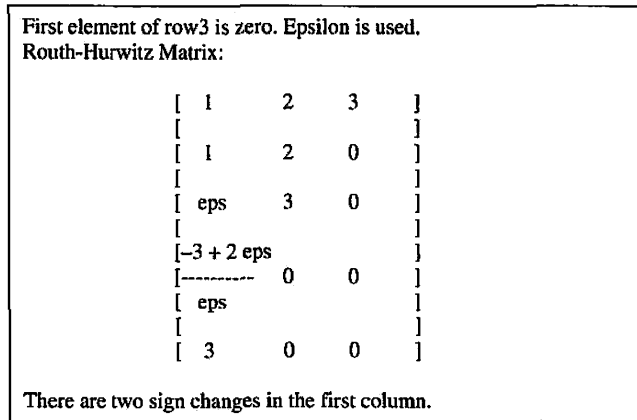 First element of row3 is zero. Epsilon is used.
Routh-Hurwitz Matrix:
[ 1 2 3 ]
[ ]
[ 1 2 0 ]
[ ]
[ eps 3 0 ]
[ ]
[–3 + 2 eps ]
[---------- 0 0 ]
[ eps ]
[ ]
[ 3 0 0 ]
There are two sign changes in the first column.